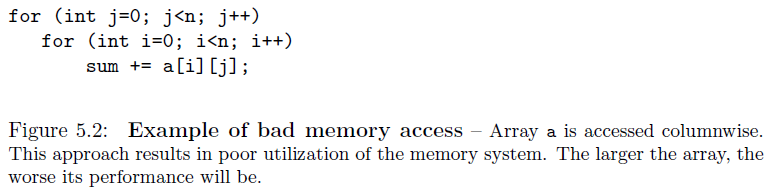 for (int j=0; j<n; j++)
for (int i=0; i<n; i++)
sum += a[i][j];
Figure 5.2: Example of bad memory access – Array a is accessed columnwise.
This approach results in poor utilization of the memory system. The larger the array, the
worse its performance will be.